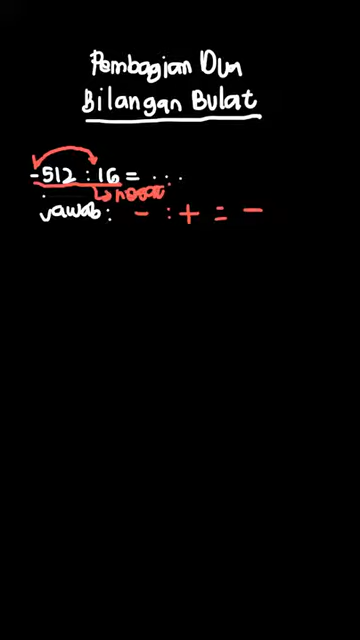 Pembagian Dua
Bilangan Bulat
-512 : 16 = ...
Jawab: - : + = -